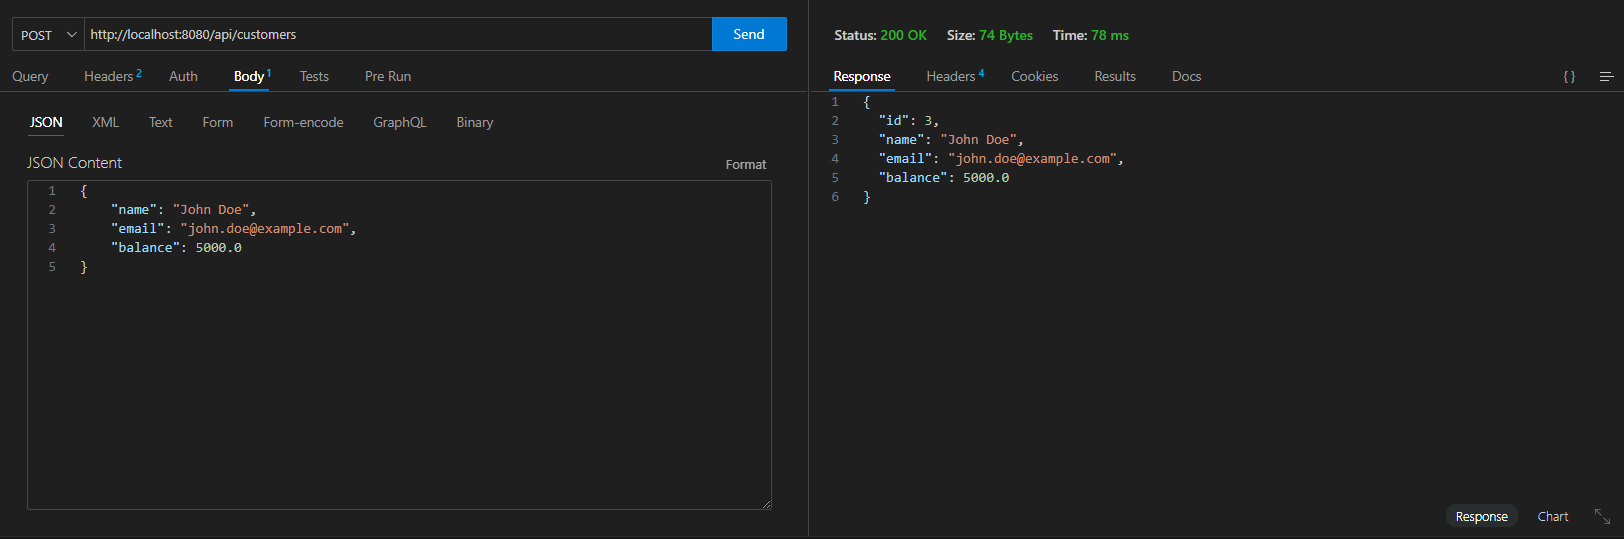 POST http://localhost:8080/api/customers Send
Query Headers 2 Auth Body 1 Tests Pre Run
JSON XML Text Form Form-encode GraphQL Binary
JSON Content Format
1 {
2 "name": "John Doe",
3 "email": "john.doe@example.com",
4 "balance": 5000.0
5 }
Status: 200 OK Size: 74 Bytes Time: 78 ms
Response Headers 4 Cookies Results Docs { }
1 {
2 "id": 3,
3 "name": "John Doe",
4 "email": "john.doe@example.com",
5 "balance": 5000.0
6 }
Response Chart